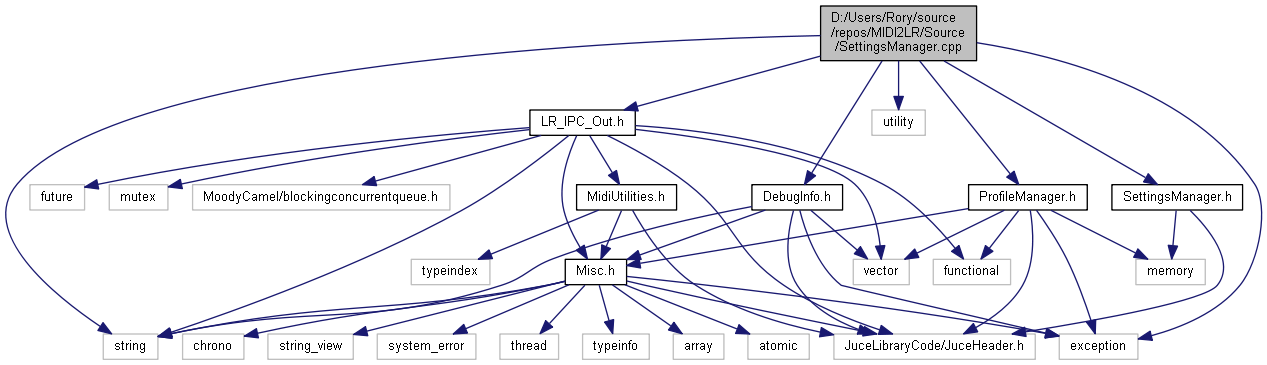 D:/Users/Rory/source
/repos/MIDI2LR/Source
/SettingsManager.cpp
LR_IPC_Out.h
utility
future
mutex
MoodyCamel/blockingconcurrentqueue.h
MidiUtilities.h
DebugInfo.h
ProfileManager.h
SettingsManager.h
typeindex
Misc.h
vector
functional
memory
string
chrono
string_view
system_error
thread
typeinfo
array
atomic
JuceLibraryCode/JuceHeader.h
exception